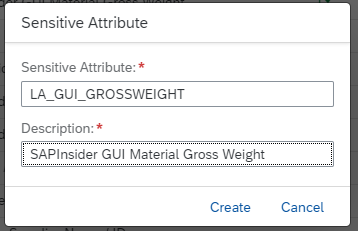 Sensitive Attribute
Sensitive Attribute:*
LA_GUI_GROSSWEIGHT
Description:*
SAPInsider GUI Material Gross Weight
Create Cancel